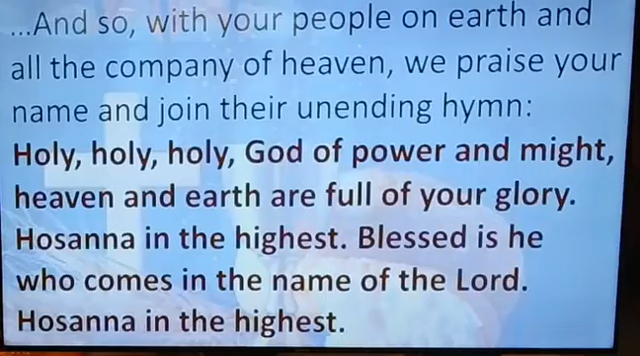 ...And so, with your people on earth and
all the company of heaven, we praise your
name and join their unending hymn:
Holy, holy, holy, God of power and might,
heaven and earth are full of your glory.
Hosanna in the highest. Blessed is he
who comes in the name of the Lord.
Hosanna in the highest.